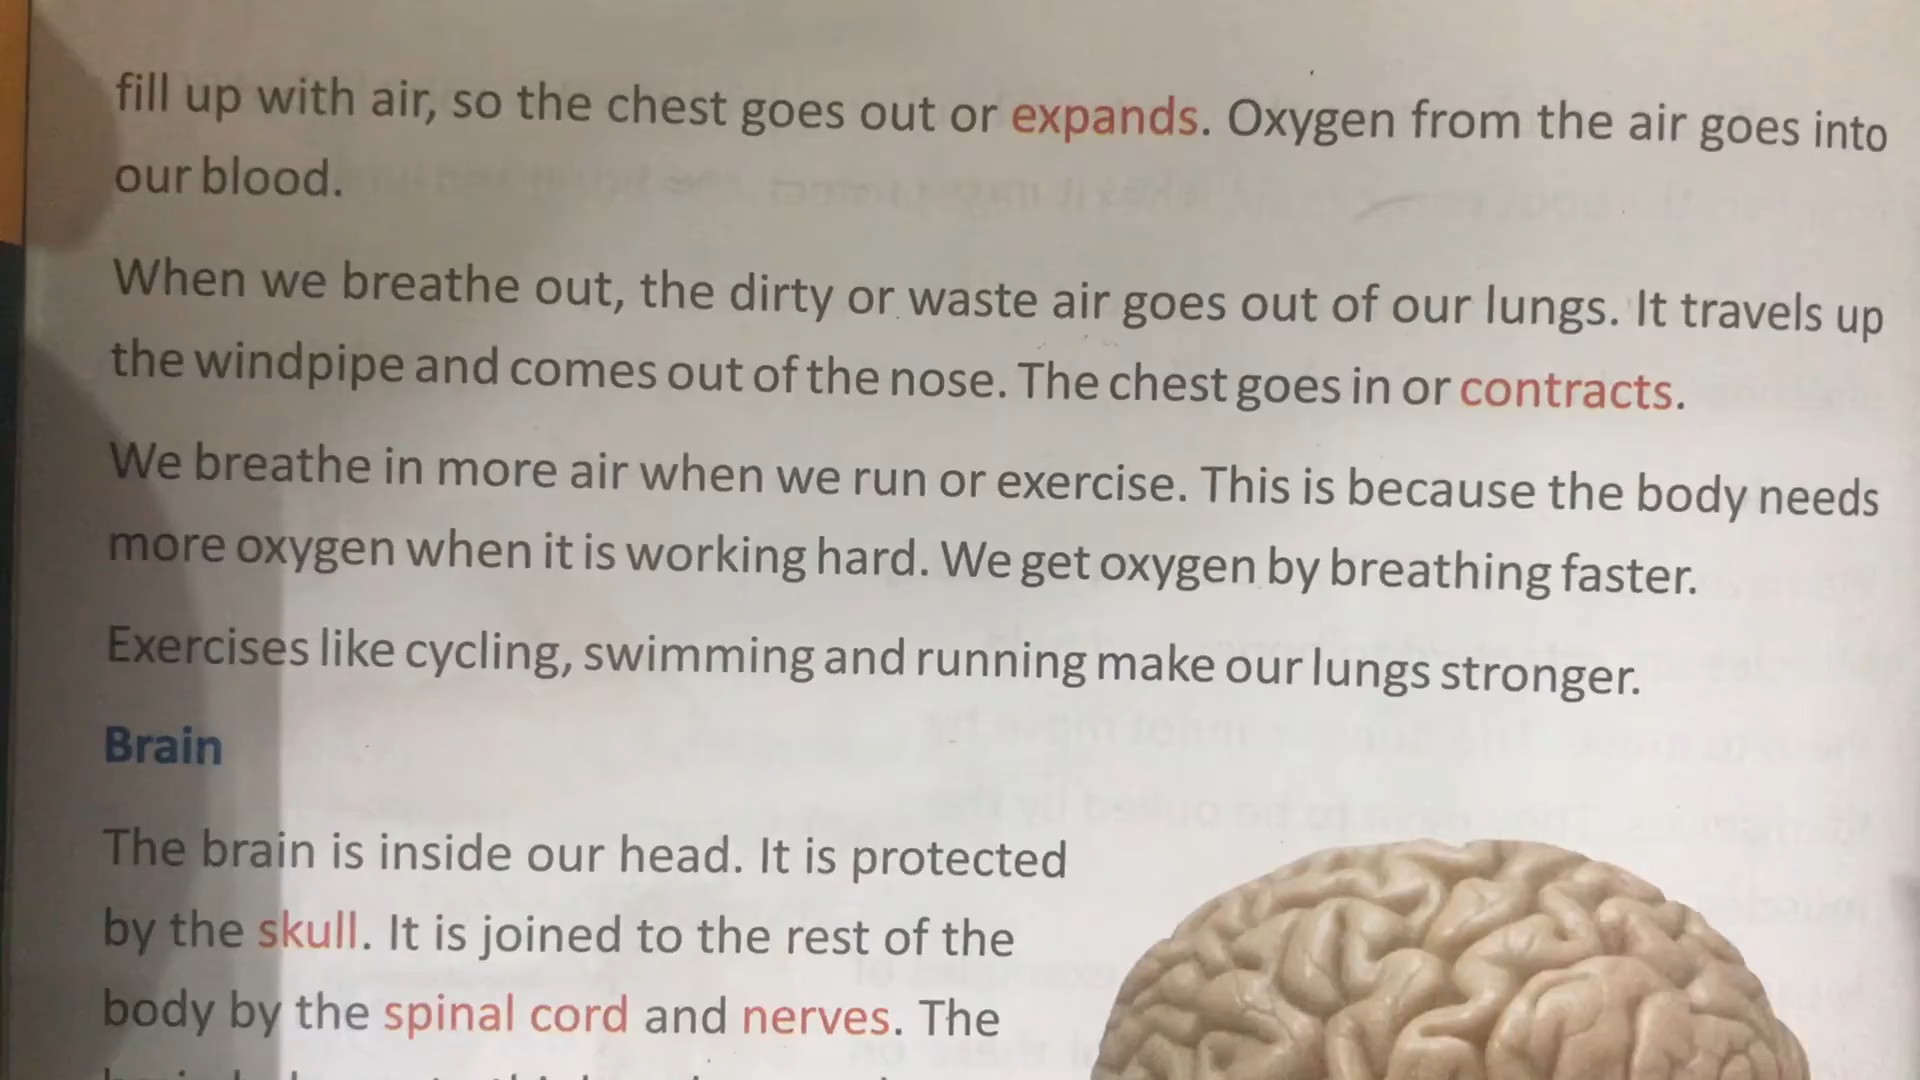 fill up with air, so the chest goes out or expands. Oxygen from the air goes into
our blood.
When we breathe out, the dirty or waste air goes out of our lungs. It travels up
the windpipe and comes out of the nose. The chest goes in or contracts.
We breathe in more air when we run or exercise. This is because the body needs
more oxygen when it is working hard. We get oxygen by breathing faster.
Exercises like cycling, swimming and running make our lungs stronger.
Brain
The brain is inside our head. It is protected
by the skull. It is joined to the rest of the
body by the spinal cord and nerves. The